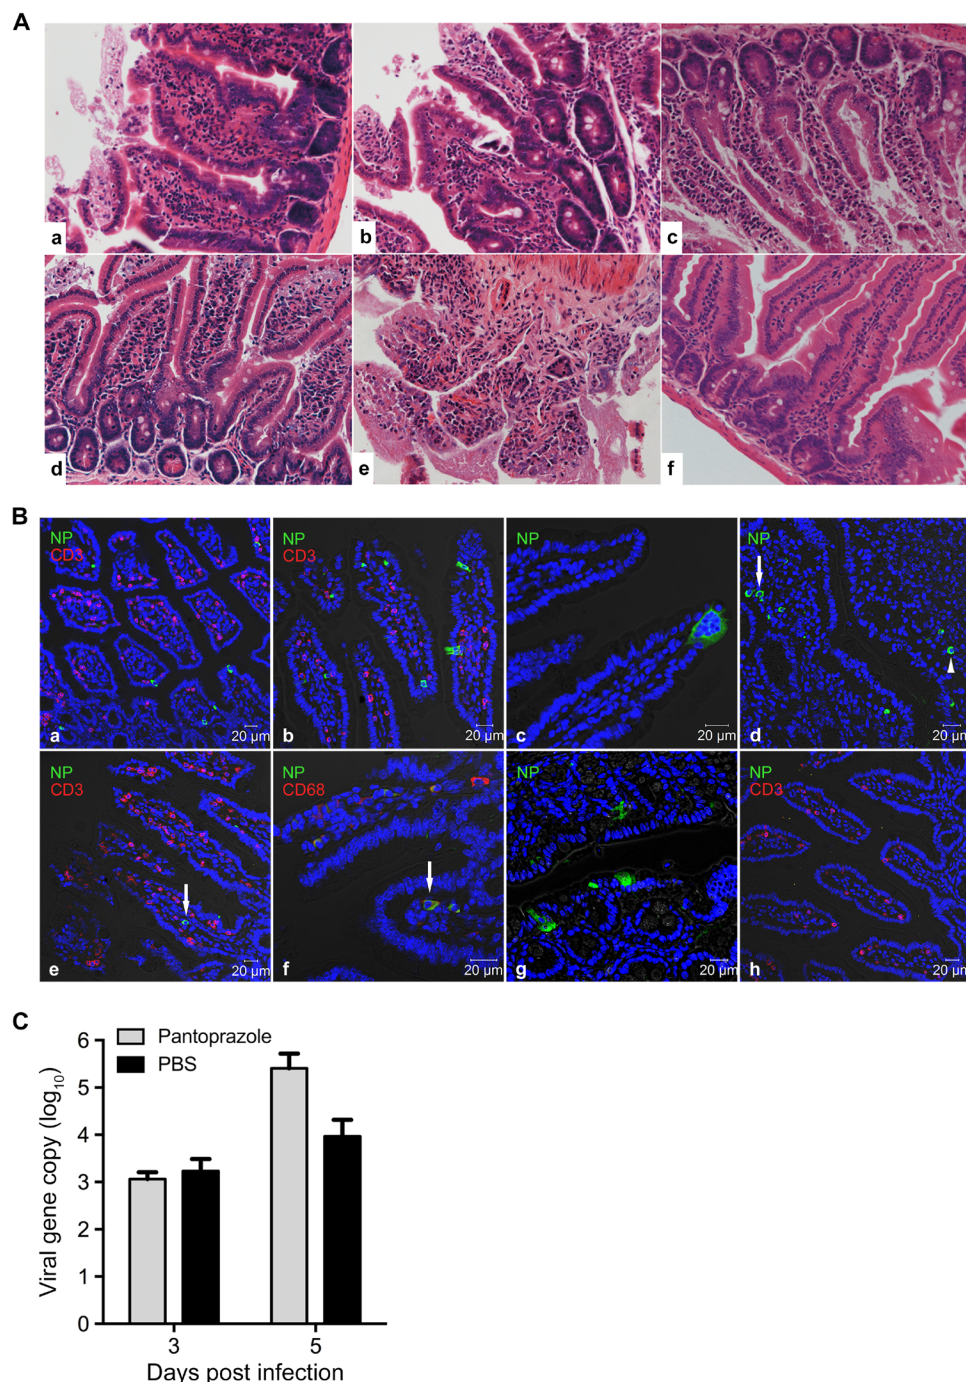 A
a
b
c
d
e
f
B
NP
CD3
20 µm
a
NP
CD3
20 µm
b
NP
20 µm
c
NP
20 µm
d
NP
CD3
20 µm
e
NP
CD68
20 µm
f
NP
20 µm
g
NP
CD3
20 µm
h
C
Pantoprazole
PBS
Viral gene copy (log10)
6
5
4
3
2
1
0
3
5
Days post infection